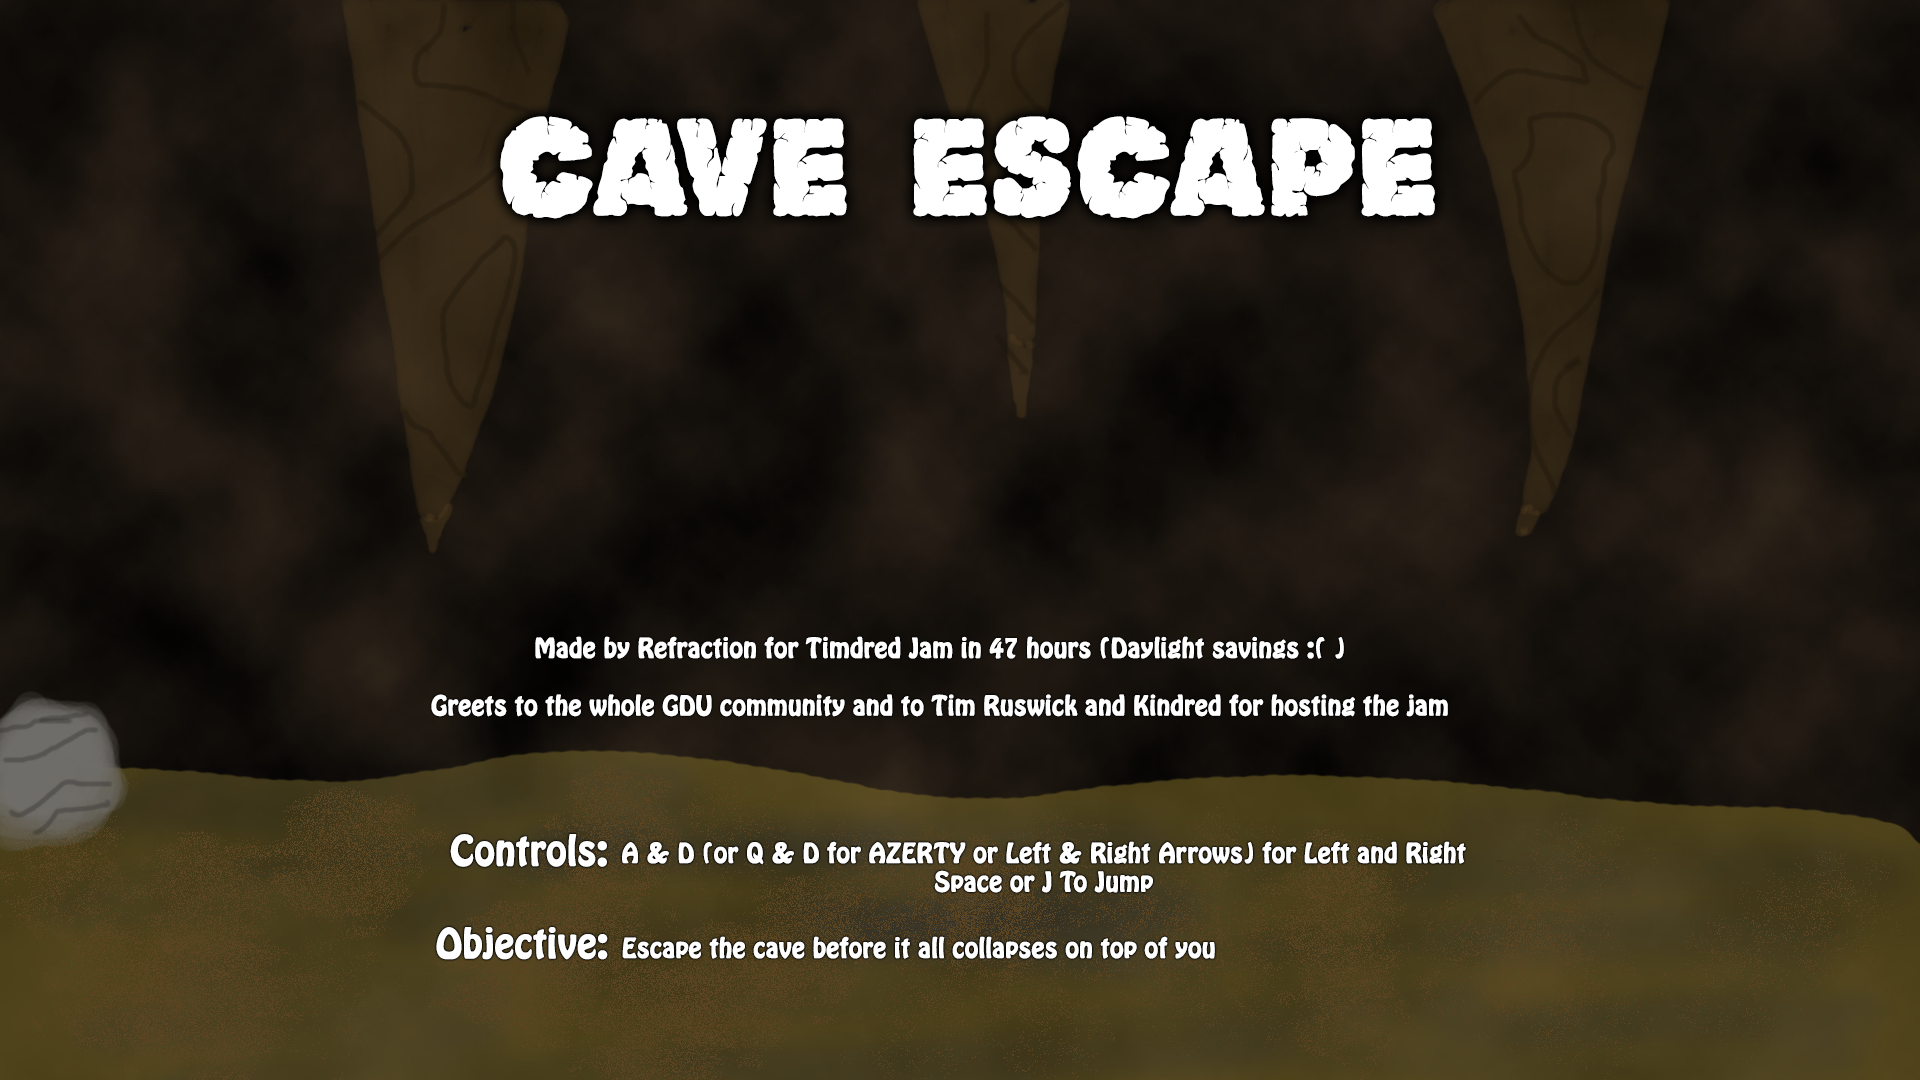 CAVE ESCAPE
Made by Refraction for Timdred Jam in 47 hours (Daylight savings :( )
Greets to the whole GDU community and to Tim Ruswick and Kindred for hosting the jam
Controls: A & D (or Q & D for AZERTY or Left & Right Arrows) for Left and Right
Space or J To Jump
Objective: Escape the cave before it all collapses on top of you